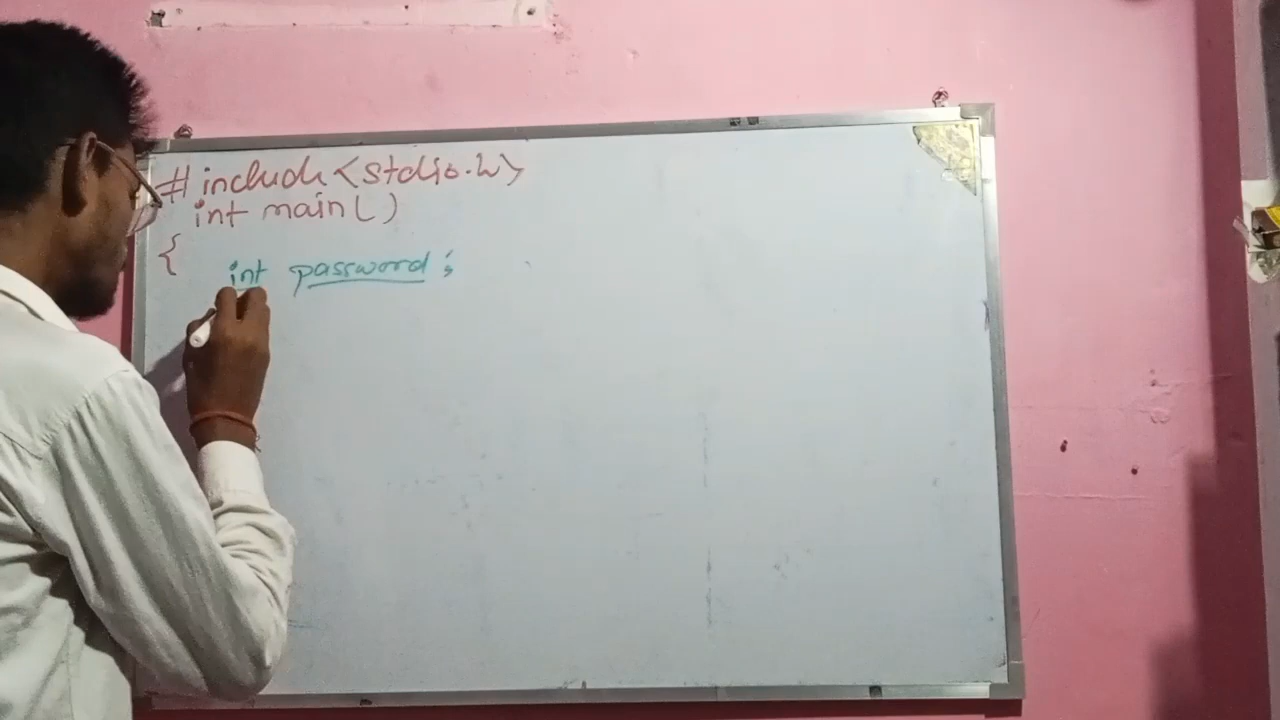 # include <stdio.h>
int main()
{
int password;